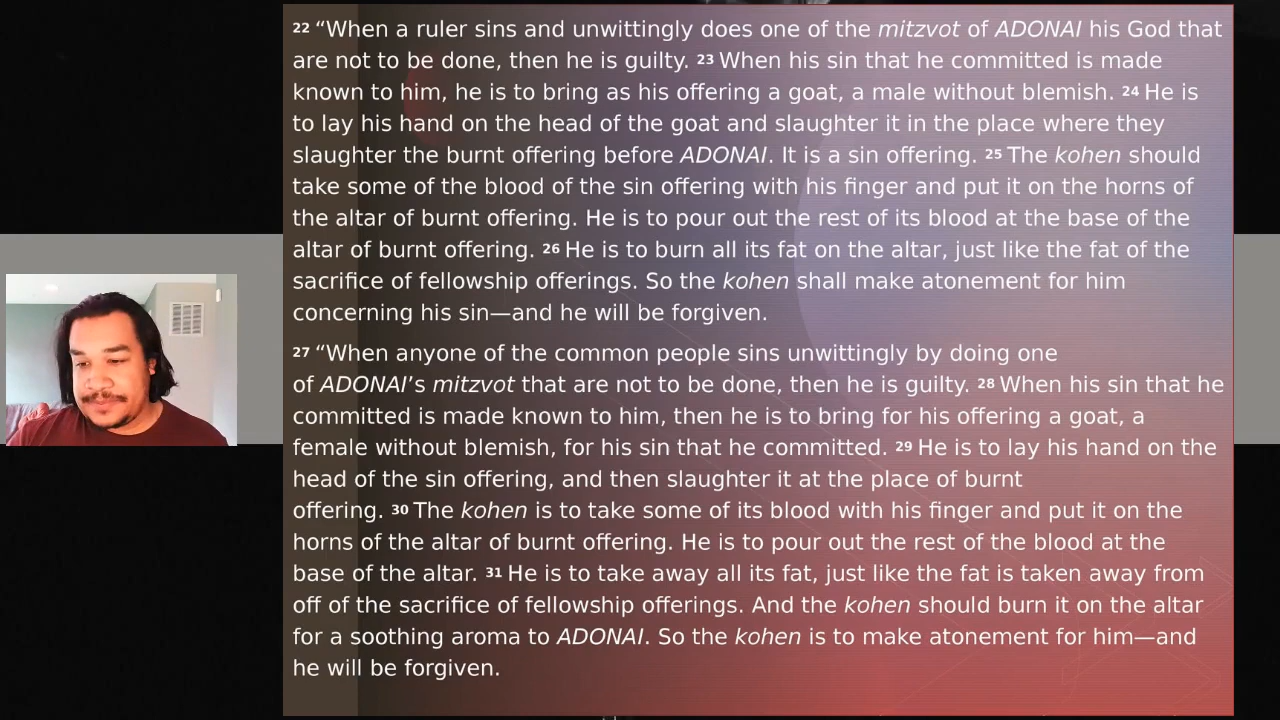 22 “When a ruler sins and unwittingly does one of the mitzvot of ADONAI his God that
are not to be done, then he is guilty. 23 When his sin that he committed is made
known to him, he is to bring as his offering a goat, a male without blemish. 24 He is
to lay his hand on the head of the goat and slaughter it in the place where they
slaughter the burnt offering before ADONAI. It is a sin offering. 25 The kohen should
take some of the blood of the sin offering with his finger and put it on the horns of
the altar of burnt offering. He is to pour out the rest of its blood at the base of the
altar of burnt offering. 26 He is to burn all its fat on the altar, just like the fat of the
sacrifice of fellowship offerings. So the kohen shall make atonement for him
concerning his sin—and he will be forgiven.
27 “When anyone of the common people sins unwittingly by doing one
of ADONAI’s mitzvot that are not to be done, then he is guilty. 28 When his sin that he
committed is made known to him, then he is to bring for his offering a goat, a
female without blemish, for his sin that he committed. 29 He is to lay his hand on the
head of the sin offering, and then slaughter it at the place of burnt
offering. 30 The kohen is to take some of its blood with his finger and put it on the
horns of the altar of burnt offering. He is to pour out the rest of the blood at the
base of the altar. 31 He is to take away all its fat, just like the fat is taken away from
off of the sacrifice of fellowship offerings. And the kohen should burn it on the altar
for a soothing aroma to ADONAI. So the kohen is to make atonement for him—and
he will be forgiven.